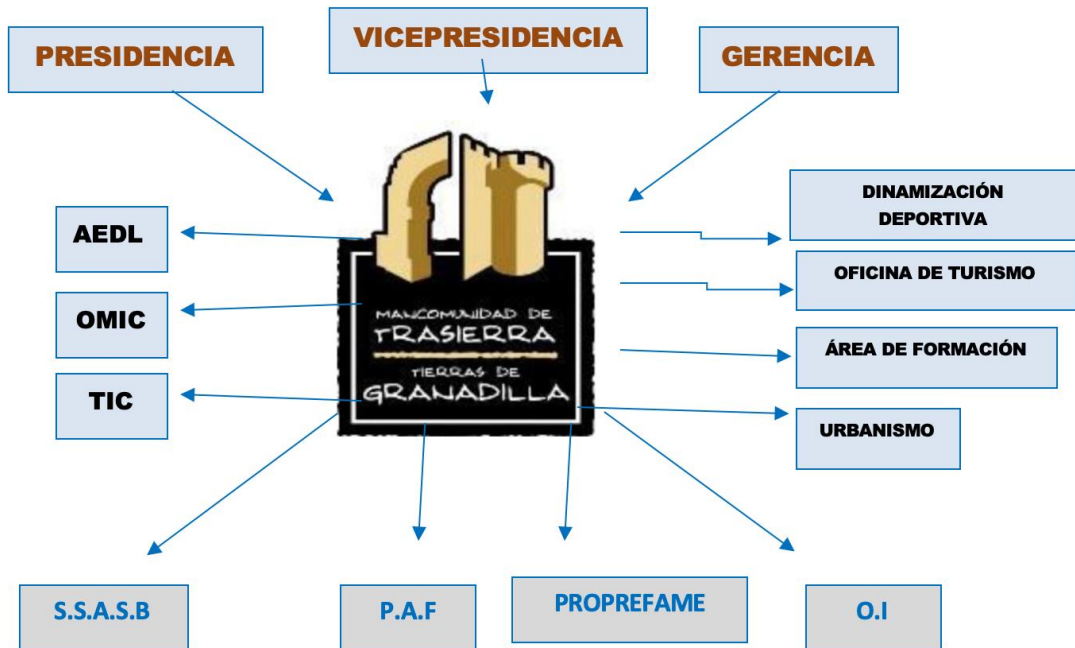 PRESIDENCIA
VICEPRESIDENCIA
GERENCIA
AEDL
OMIC
TIC
MANCOMUNIDAD DE
TRASIERRA
TIERRAS DE
GRANADILLA
DINAMIZACIÓN
DEPORTIVA
OFICINA DE TURISMO
ÁREA DE FORMACIÓN
URBANISMO
S.S.A.S.B
P.A.F
PROPREFAME
O.I